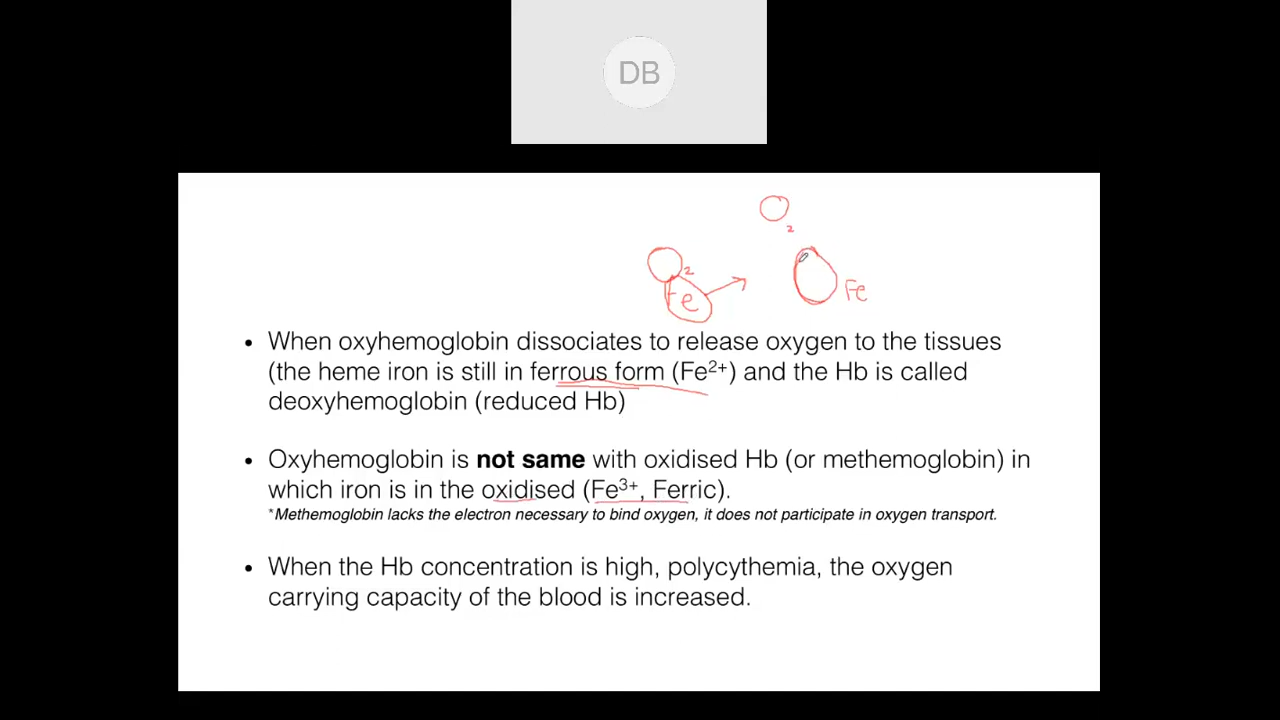 DB
O
2
O
2
Fe
Fe
• When oxyhemoglobin dissociates to release oxygen to the tissues
(the heme iron is still in ferrous form (Fe²⁺) and the Hb is called
deoxyhemoglobin (reduced Hb)
• Oxyhemoglobin is not same with oxidised Hb (or methemoglobin) in
which iron is in the oxidised (Fe³⁺, Ferric).
*Methemoglobin lacks the electron necessary to bind oxygen, it does not participate in oxygen transport.
• When the Hb concentration is high, polycythemia, the oxygen
carrying capacity of the blood is increased.